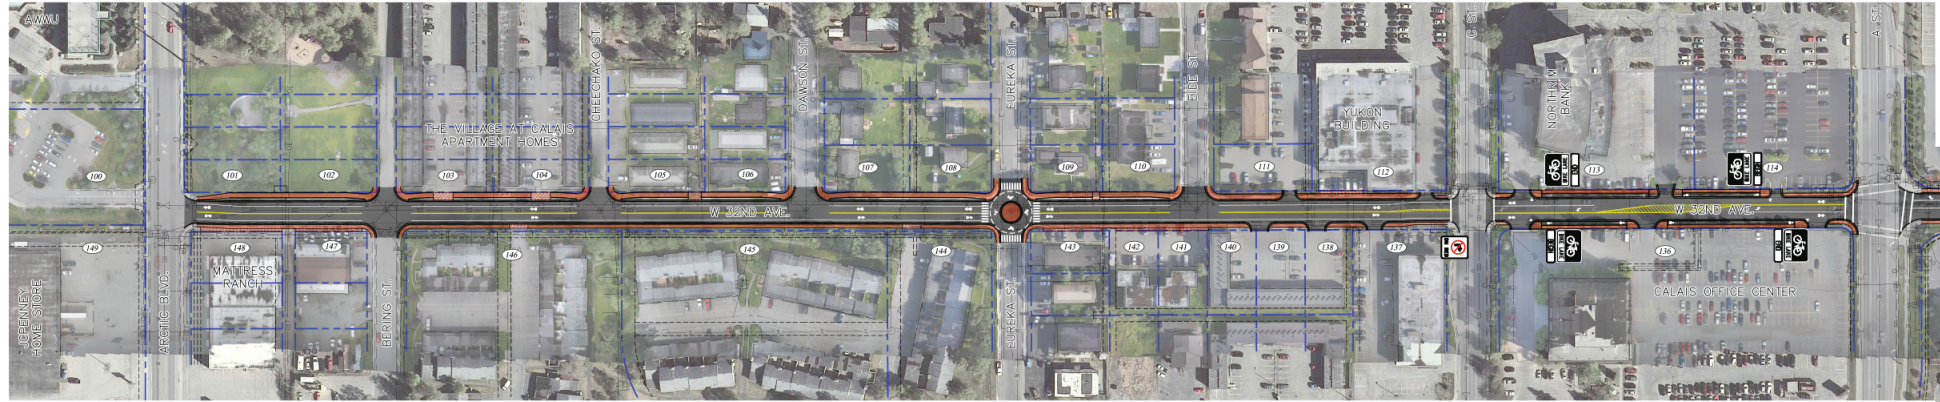 AWWU
CHEECHAKO ST.
DAWSON ST.
EUREKA ST.
EIDE ST.
C ST.
A ST.
NORTHRIM
BANK
YUKON
BUILDING
THE VILLAGE AT CALAIS
APARTMENT HOMES
100
101
102
103
104
105
106
107
108
109
110
111
112
113
114
W 32ND AVE.
W 32ND AVE.
149
148
147
146
145
144
143
142
141
140
139
138
137
136
MATTRESS
RANCH
JCPENNEY
HOME STORE
ARCTIC BLVD.
BERING ST.
EUREKA ST.
CALAIS OFFICE CENTER